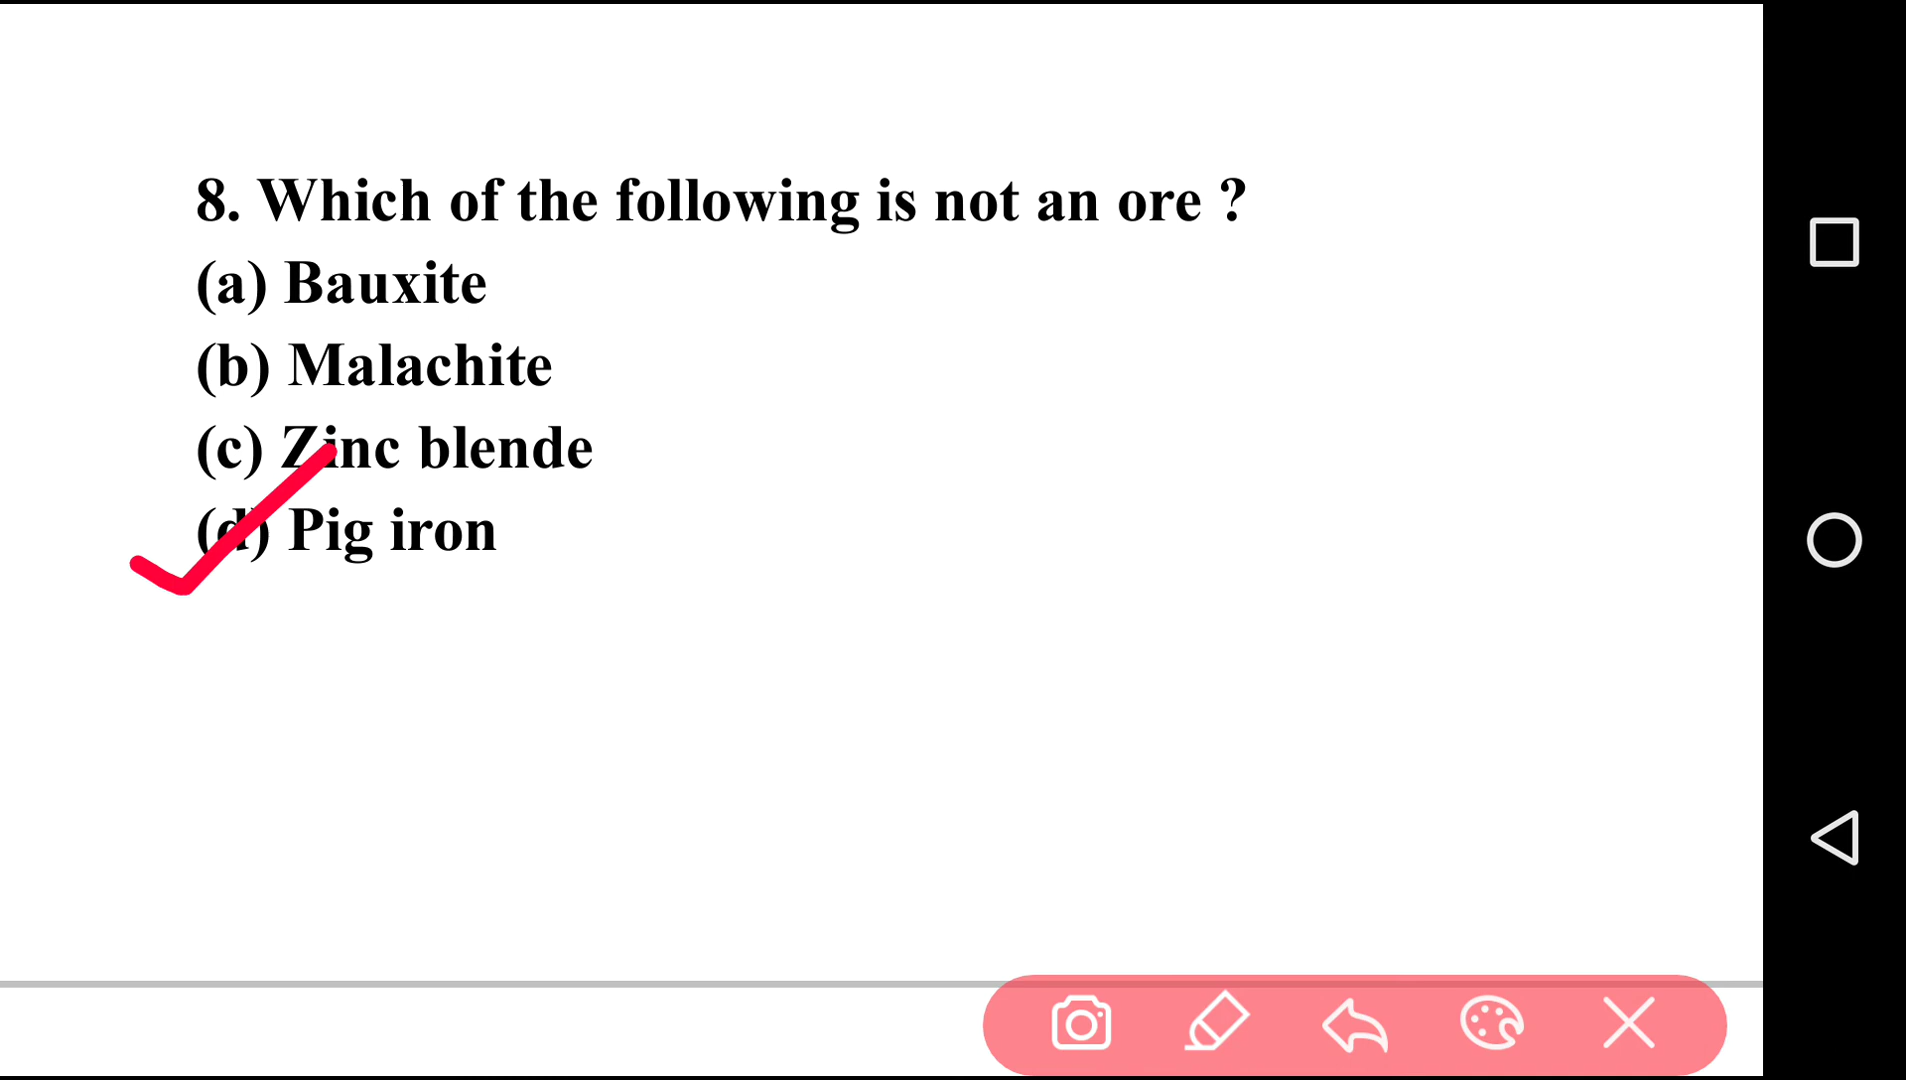 8. Which of the following is not an ore ?
(a) Bauxite
(b) Malachite
(c) Zinc blende
(d) Pig iron